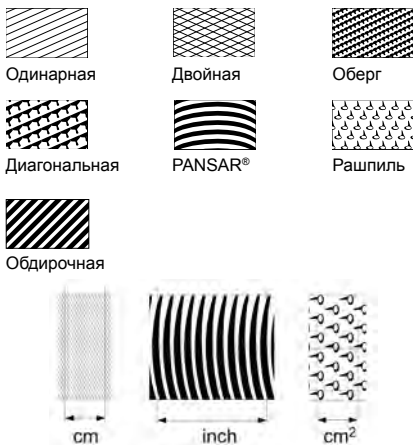 Одинарная Двойная Оберг
Диагональная PANSAR® Рашпиль
Обдирочная
cm inch cm²